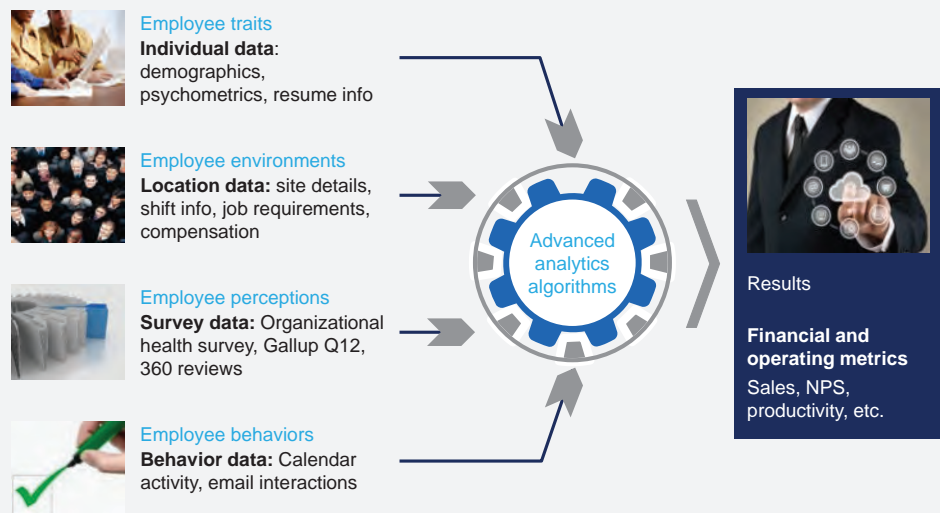 Employee traits
Individual data:
demographics,
psychometrics, resume info
Employee environments
Location data: site details,
shift info, job requirements,
compensation
Employee perceptions
Survey data: Organizational
health survey, Gallup Q12,
360 reviews
Employee behaviors
Behavior data: Calendar
activity, email interactions
Advanced
analytics
algorithms
Results
Financial and
operating metrics
Sales, NPS,
productivity, etc.